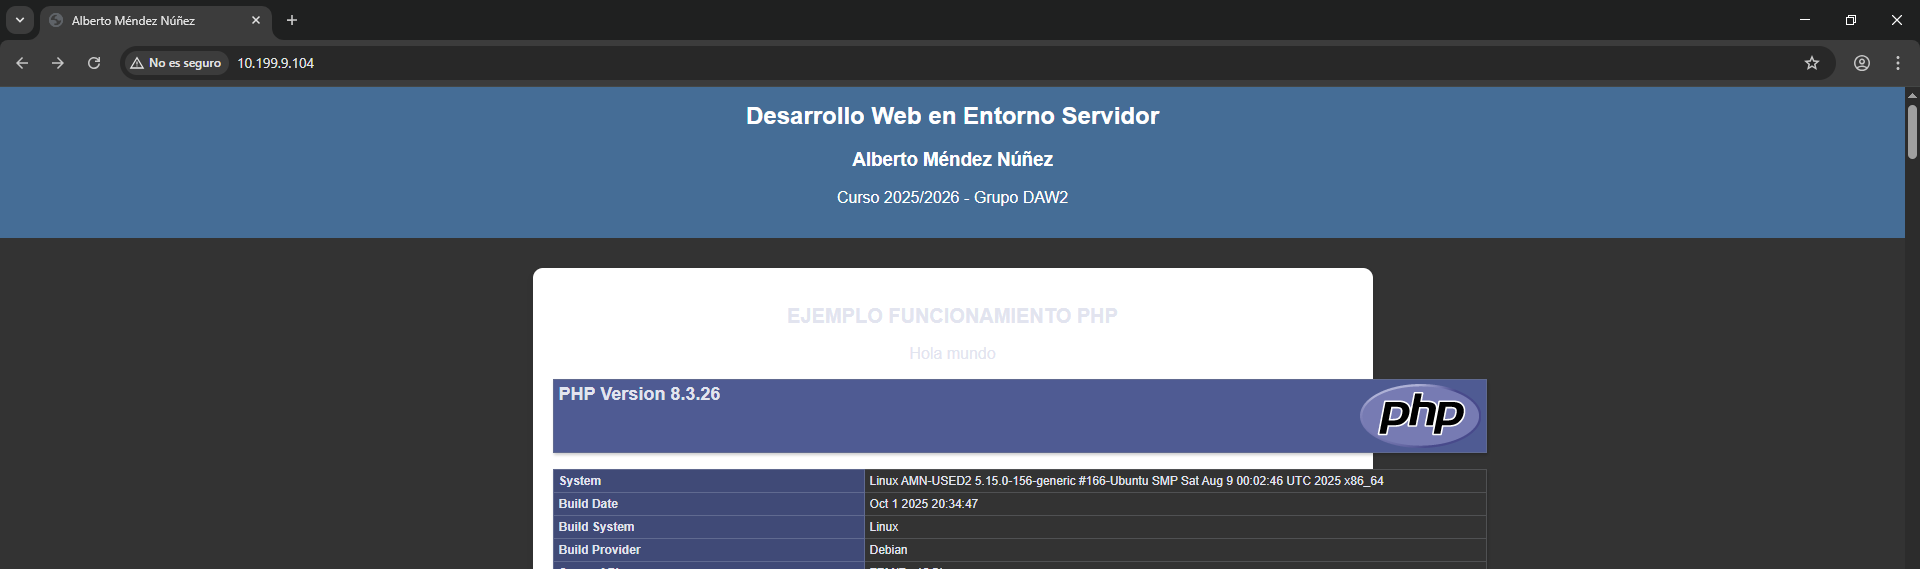 Alberto Méndez Núñez
No es seguro
10.199.9.104
Desarrollo Web en Entorno Servidor
Alberto Méndez Núñez
Curso 2025/2026 - Grupo DAW2
EJEMPLO FUNCIONAMIENTO PHP
Hola mundo
PHP Version 8.3.26
php
System Linux AMN-USED2 5.15.0-156-generic #166-Ubuntu SMP Sat Aug 9 00:02:46 UTC 2025 x86_64
Build Date Oct 1 2025 20:34:47
Build System Linux
Build Provider Debian